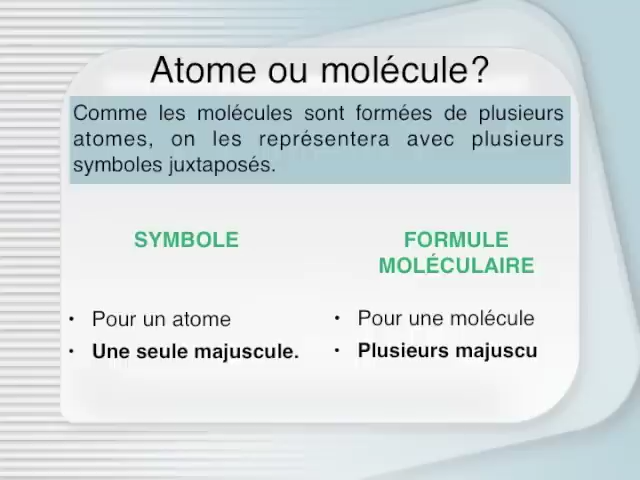 Atome ou molécule?
Comme les molécules sont formées de plusieurs
atomes, on les représentera avec plusieurs
symboles juxtaposés.
SYMBOLE
• Pour un atome
• Une seule majuscule.
FORMULE
MOLÉCULAIRE
• Pour une molécule
• Plusieurs majuscu